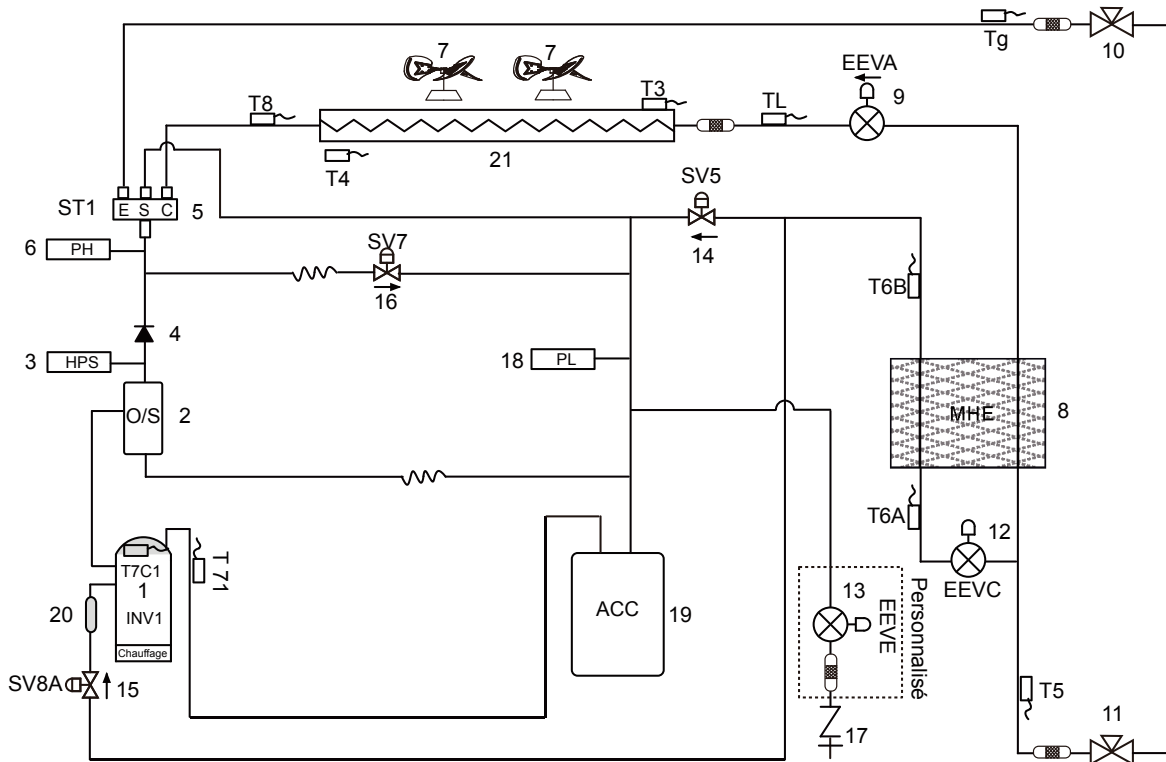 7
7
Tg
10
EEVA
9
T8
T3
TL
T4
21
ST1
E S C
5
SV5
14
6
PH
SV7
16
T6B
4
3
HPS
18
PL
O/S
2
MHE
8
T6A
12
EEVC
T7C1
1
INV1
Chauffage
T71
20
ACC
19
13
EEVE
Personnalisé
SV8A
15
17
T5
11